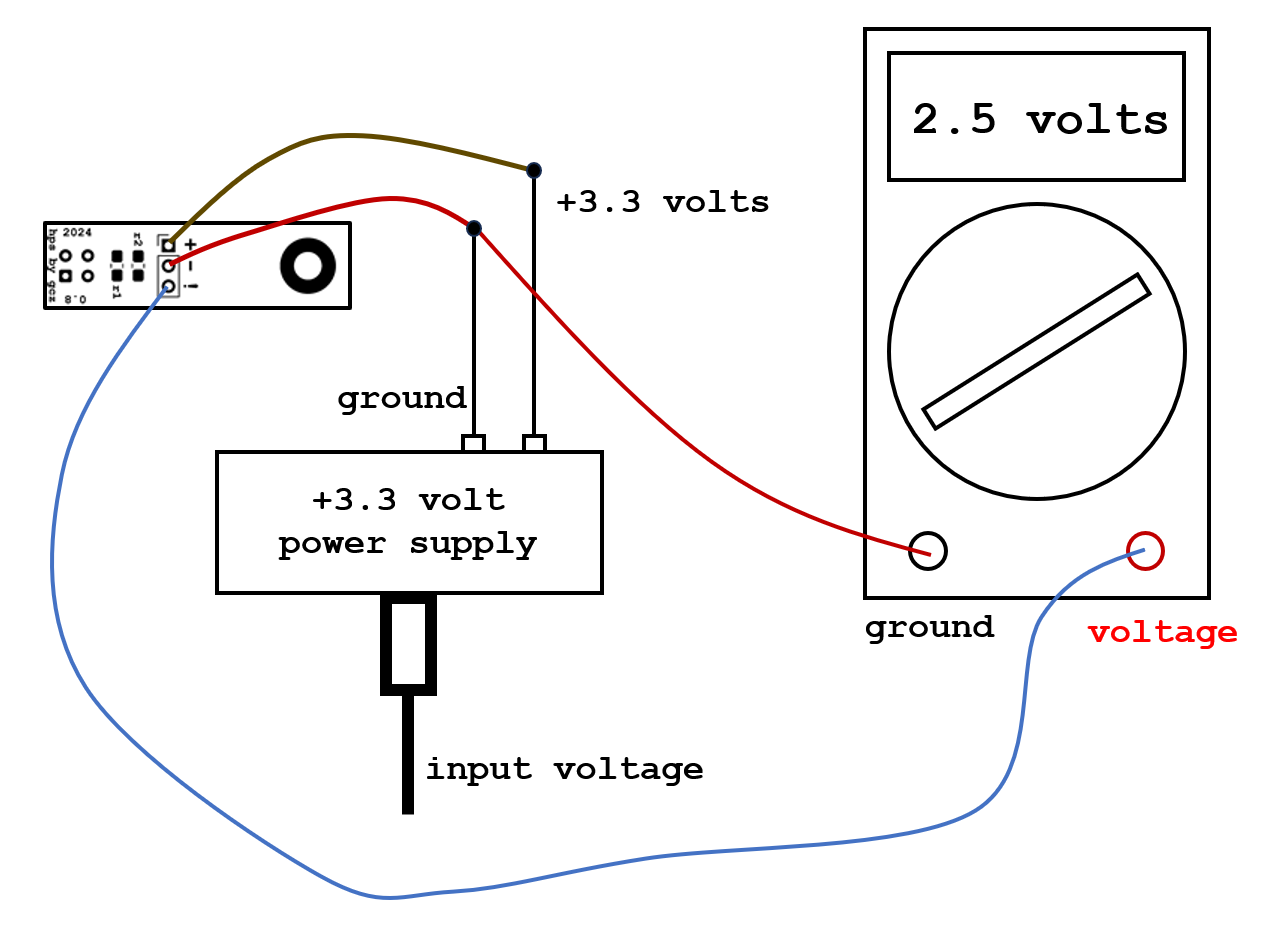 2.5 volts
+3.3 volts
hps by gcz
2024
r2
+
-
!
r1
0.8
ground
+3.3 volt
power supply
ground
voltage
input voltage